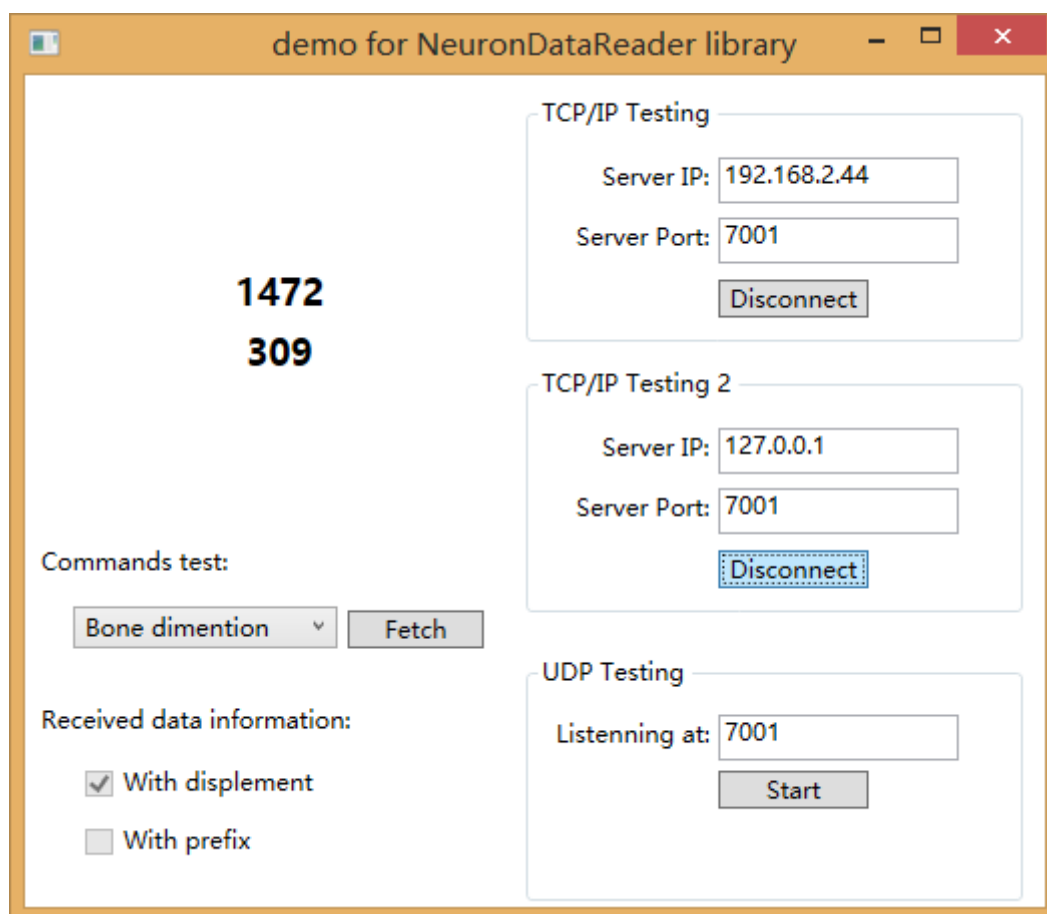 demo for NeuronDataReader library
1472
309
Commands test:
Bone dimention
Fetch
Received data information:
With displement
With prefix
TCP/IP Testing
Server IP: 192.168.2.44
Server Port: 7001
Disconnect
TCP/IP Testing 2
Server IP: 127.0.0.1
Server Port: 7001
Disconnect
UDP Testing
Listenning at: 7001
Start